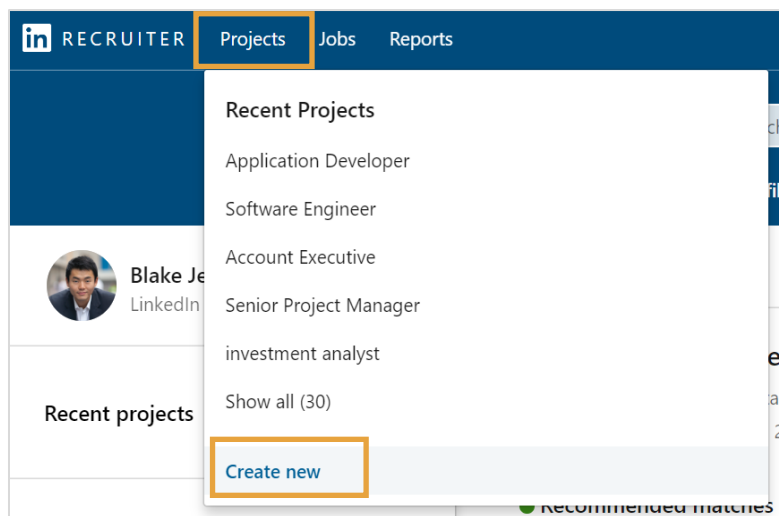 in RECRUITER Projects Jobs Reports
Recent Projects
Application Developer
Software Engineer
Account Executive
Blake Je
LinkedIn
Senior Project Manager
investment analyst
Show all (30)
Recent projects
Create new
Recommended matches